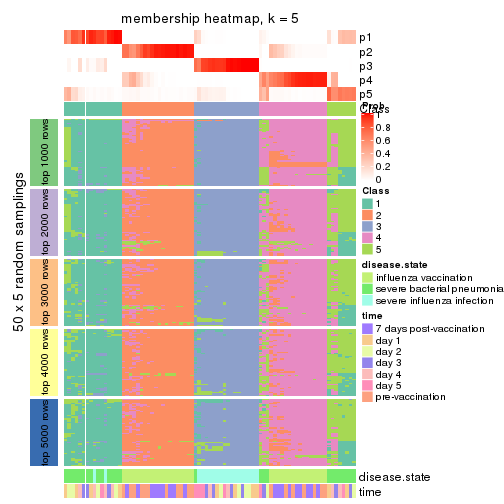 membership heatmap, k = 5
p1
p2
p3
p4
p5
Class
Prob
1
0.8
0.6
0.4
0.2
0
Class
1
2
3
4
5
disease.state
influenza vaccination
severe bacterial pneumonia
severe influenza infection
time
7 days post-vaccination
day 1
day 2
day 3
day 4
day 5
pre-vaccination
50 x 5 random samplings
top 1000 rows
top 2000 rows
top 3000 rows
top 4000 rows
top 5000 rows
disease.state
time